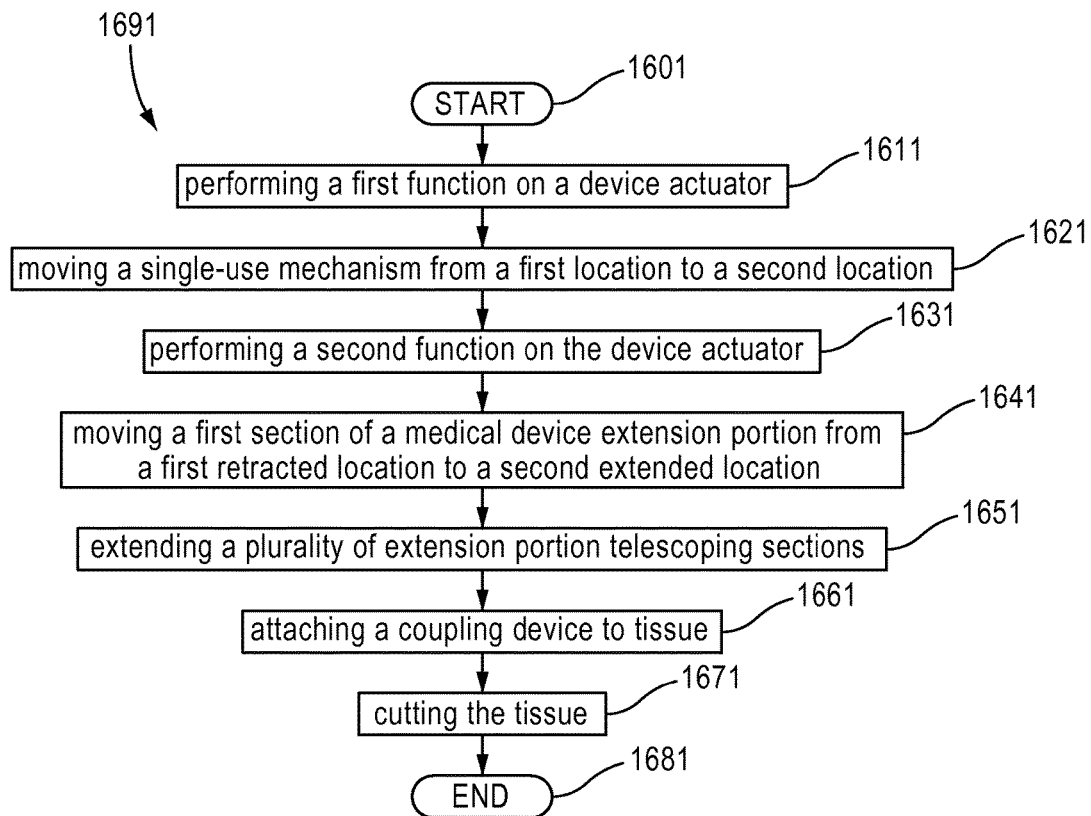 1691
1601
START
1611
performing a first function on a device actuator
1621
moving a single-use mechanism from a first location to a second location
1631
performing a second function on the device actuator
1641
moving a first section of a medical device extension portion from
a first retracted location to a second extended location
1651
extending a plurality of extension portion telescoping sections
1661
attaching a coupling device to tissue
1671
cutting the tissue
1681
END